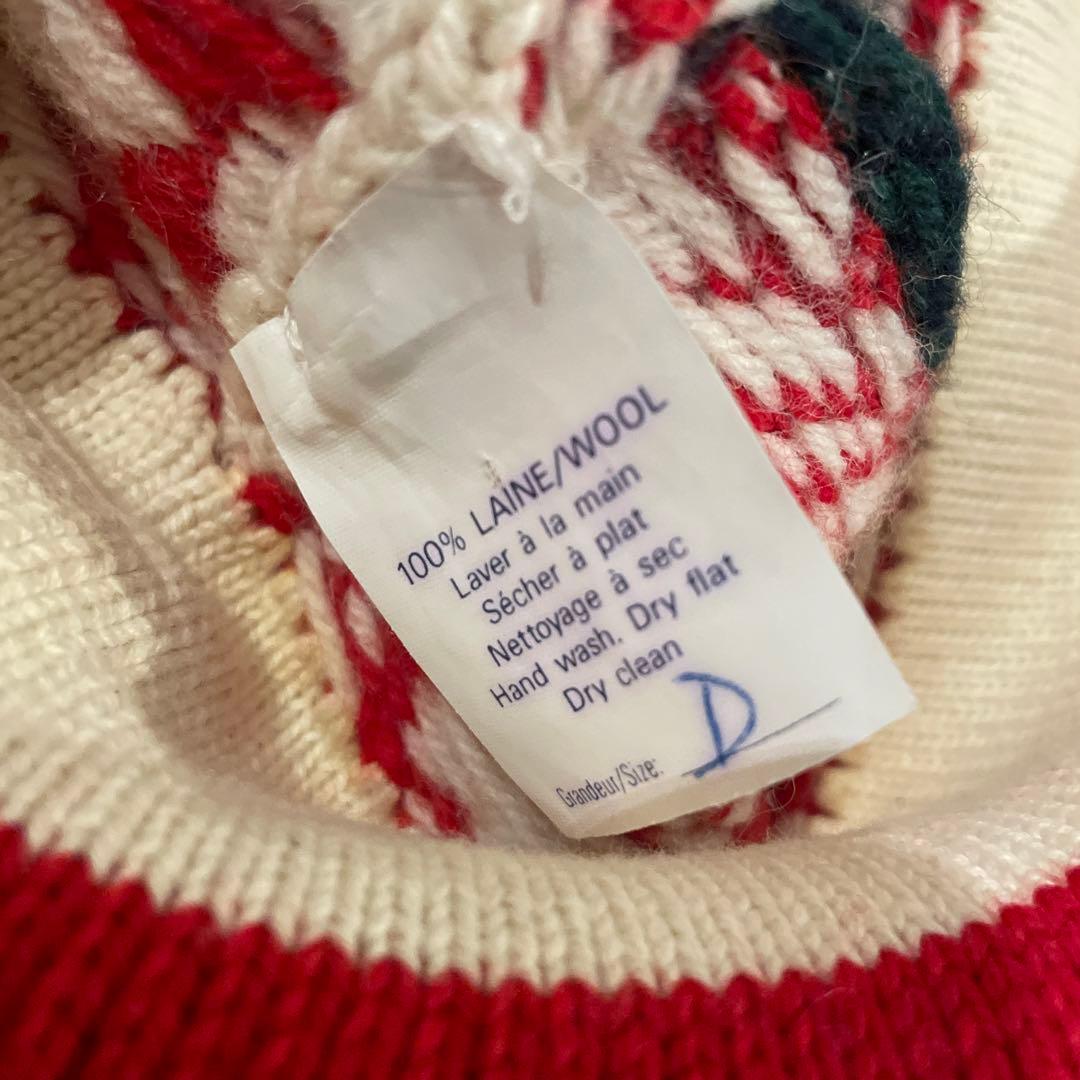 100% LAINE/WOOL
Laver à la main
Sécher à plat
Nettoyage à sec
Hand wash. Dry flat
Dry clean
Grandeur/Size: D